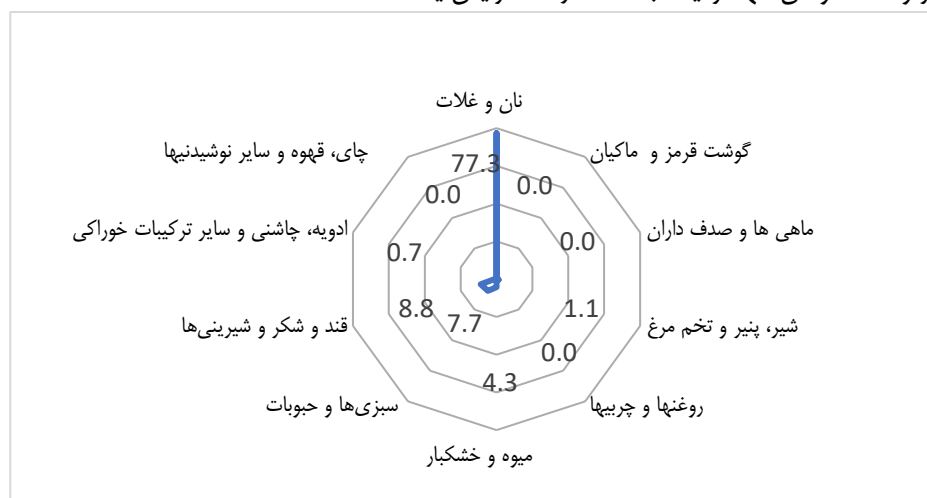 نان و غلات
گوشت قرمز و ماکیان
ماهی ها و صدف داران
شیر، پنیر و تخم مرغ
روغنها و چربیها
میوه و خشکبار
سبزی‌ها و حبوبات
قند و شکر و شیرینی‌ها
ادویه، چاشنی و سایر ترکیبات خوراکی
چای، قهوه و سایر نوشیدنیها
77.3
0.0
0.0
1.1
0.0
4.3
7.7
8.8
0.7
0.0